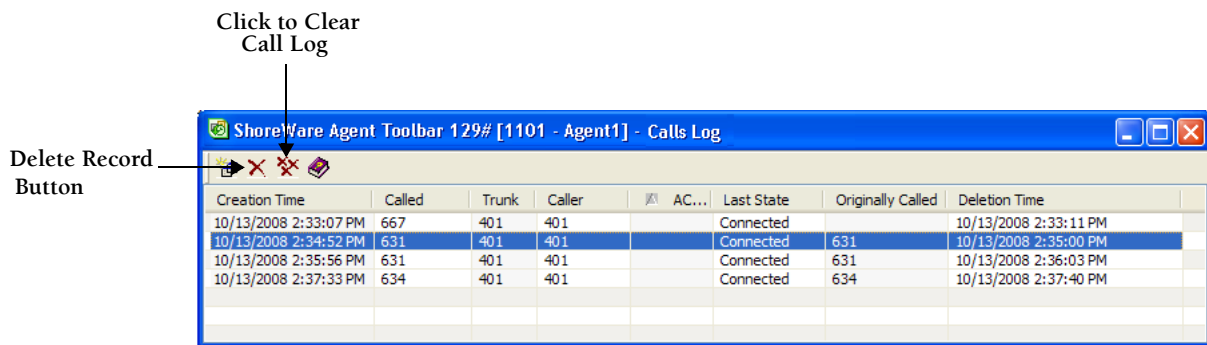 Click to Clear
Call Log
ShoreWare Agent Toolbar 129# [1101 - Agent1] - Calls Log
Delete Record
Button
Creation Time Called Trunk Caller AC... Last State Originally Called Deletion Time
10/13/2008 2:33:07 PM 667 401 401 Connected 10/13/2008 2:33:11 PM
10/13/2008 2:34:52 PM 631 401 401 Connected 631 10/13/2008 2:35:00 PM
10/13/2008 2:35:56 PM 631 401 401 Connected 631 10/13/2008 2:36:03 PM
10/13/2008 2:37:33 PM 634 401 401 Connected 634 10/13/2008 2:37:40 PM